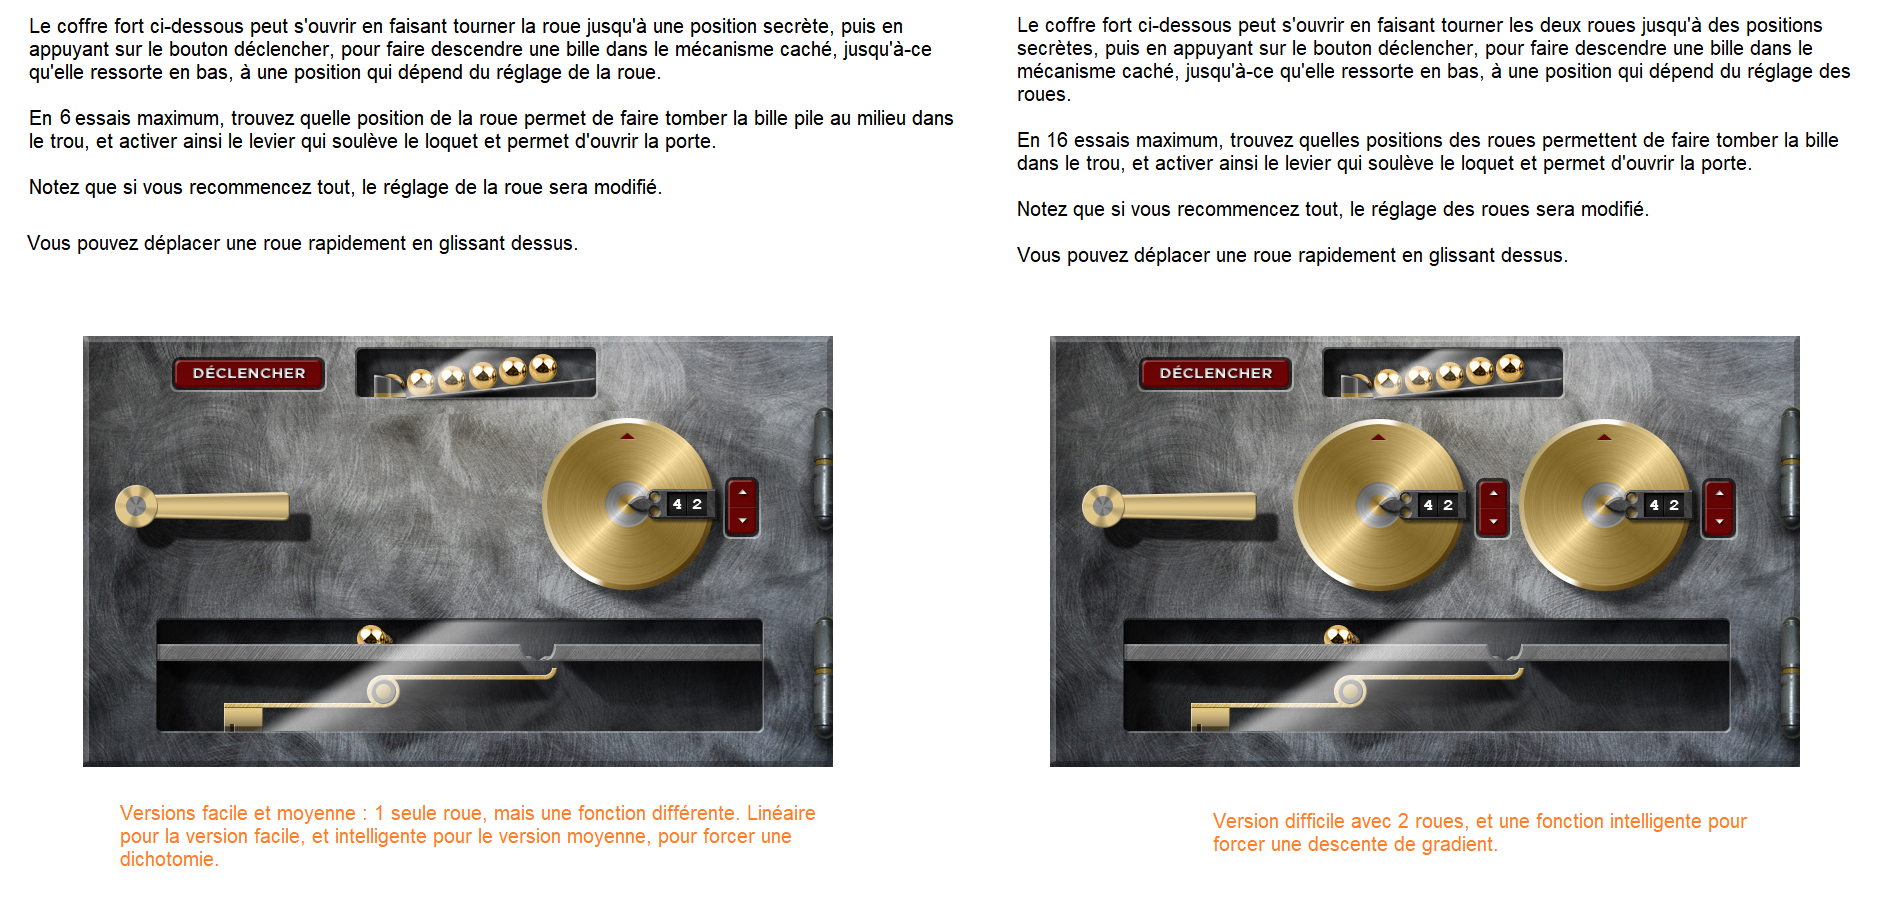 Le coffre fort ci-dessous peut s'ouvrir en faisant tourner la roue jusqu'à une position secrète, puis en
appuyant sur le bouton déclencher, pour faire descendre une bille dans le mécanisme caché, jusqu'à-ce
qu'elle ressorte en bas, à une position qui dépend du réglage de la roue.
En 6 essais maximum, trouvez quelle position de la roue permet de faire tomber la bille pile au milieu dans
le trou, et activer ainsi le levier qui soulève le loquet et permet d'ouvrir la porte.
Notez que si vous recommencez tout, le réglage de la roue sera modifié.
Vous pouvez déplacer une roue rapidement en glissant dessus.
DÉCLENCHER
4 2
Versions facile et moyenne : 1 seule roue, mais une fonction différente. Linéaire
pour la version facile, et intelligente pour le version moyenne, pour forcer une
dichotomie.
Le coffre fort ci-dessous peut s'ouvrir en faisant tourner les deux roues jusqu'à des positions
secrètes, puis en appuyant sur le bouton déclencher, pour faire descendre une bille dans le
mécanisme caché, jusqu'à-ce qu'elle ressorte en bas, à une position qui dépend du réglage des
roues.
En 16 essais maximum, trouvez quelles positions des roues permettent de faire tomber la bille
dans le trou, et activer ainsi le levier qui soulève le loquet et permet d'ouvrir la porte.
Notez que si vous recommencez tout, le réglage des roues sera modifié.
Vous pouvez déplacer une roue rapidement en glissant dessus.
DÉCLENCHER
4 2
4 2
Version difficile avec 2 roues, et une fonction intelligente pour
forcer une descente de gradient.